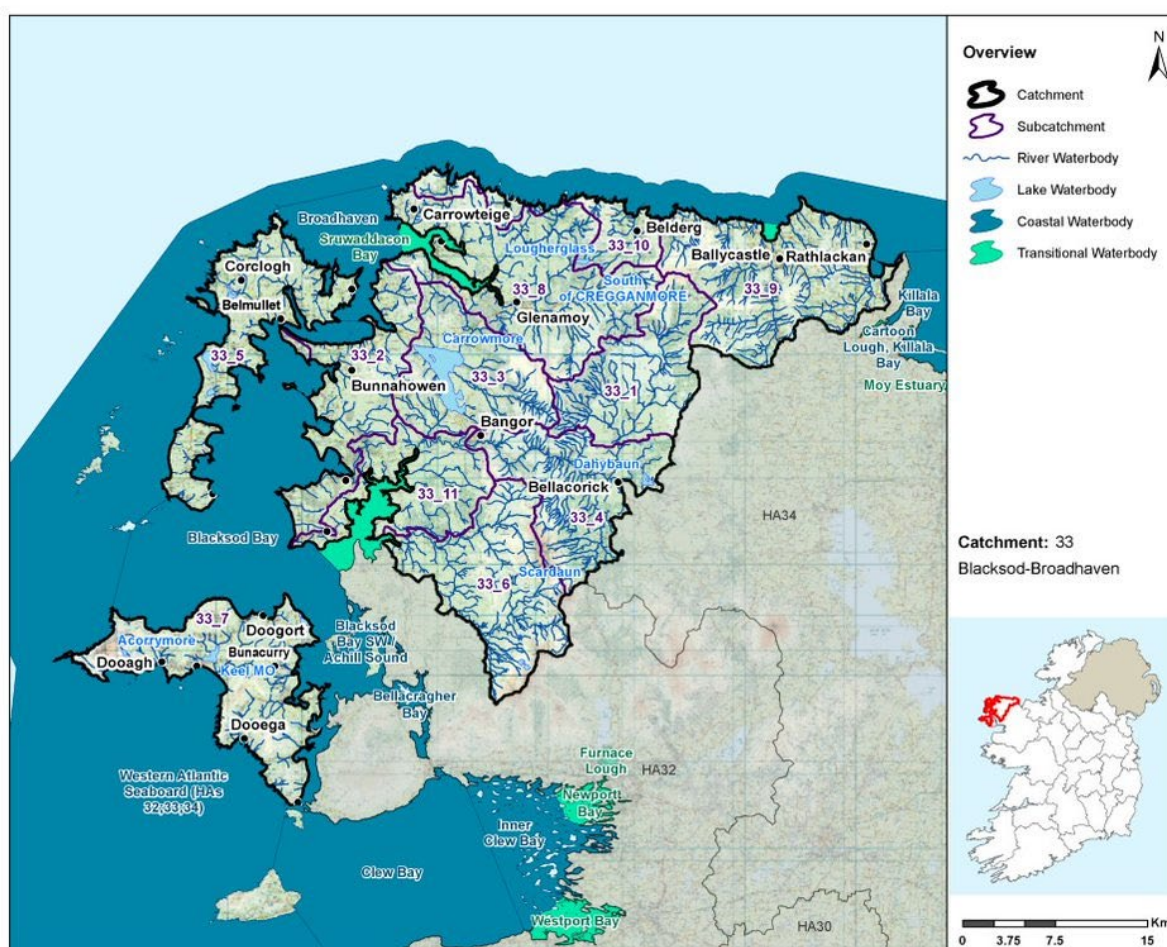 Broadhaven
Sruwaddacon
Bay
Carrowteige
Corclogh
Belmullet
Lougherglass
33_10
Belderg
Ballycastle
Rathlackan
33_8
South
of CREGGANMORE
33_9
Glenamoy
Killala
Bay
Cartoon
Lough, Killala
Bay
Moy Estuary
33_5
33_2
Bunnahowen
Carrowmore
33_3
33_1
Bangor
Dahybaun
Bellacorick
33_11
33_4
HA34
Blacksod Bay
33_6
Scardaun
33_7
Doogort
Acorrymore
Bunacurry
Dooagh
Keel MO
Dooega
Blacksod
Bay SW /
Achill Sound
Bellacragher
Bay
Western Atlantic
Seaboard (HAs
32;33;34)
Furnace
Lough
HA32
Newport
Bay
Inner
Clew Bay
Clew Bay
Westport Bay
HA30
Overview
N
Catchment
Subcatchment
River Waterbody
Lake Waterbody
Coastal Waterbody
Transitional Waterbody
Catchment: 33
Blacksod-Broadhaven
Km
0 3.75 7.5 15